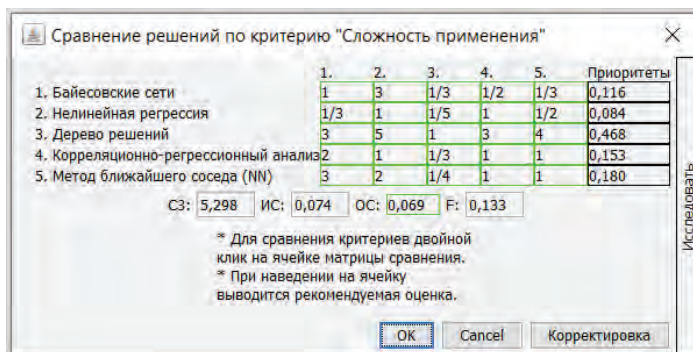 Сравнение решений по критерию "Сложность применения"
1. 2. 3. 4. 5. Приоритеты
1. Байесовские сети 1 3 1/3 1/2 1/3 0,116
2. Нелинейная регрессия 1/3 1 1/5 1 1/2 0,084
3. Дерево решений 3 5 1 3 4 0,468
4. Корреляционно-регрессионный анализ 2 1 1/3 1 1 0,153
5. Метод ближайшего соседа (NN) 3 2 1/4 1 1 0,180
СЗ: 5,298 ИС: 0,074 ОС: 0,069 F: 0,133
* Для сравнения критериев двойной
клик на ячейке матрицы сравнения.
* При наведении на ячейку
выводится рекомендуемая оценка.
OK Cancel Корректировка
Исследовать